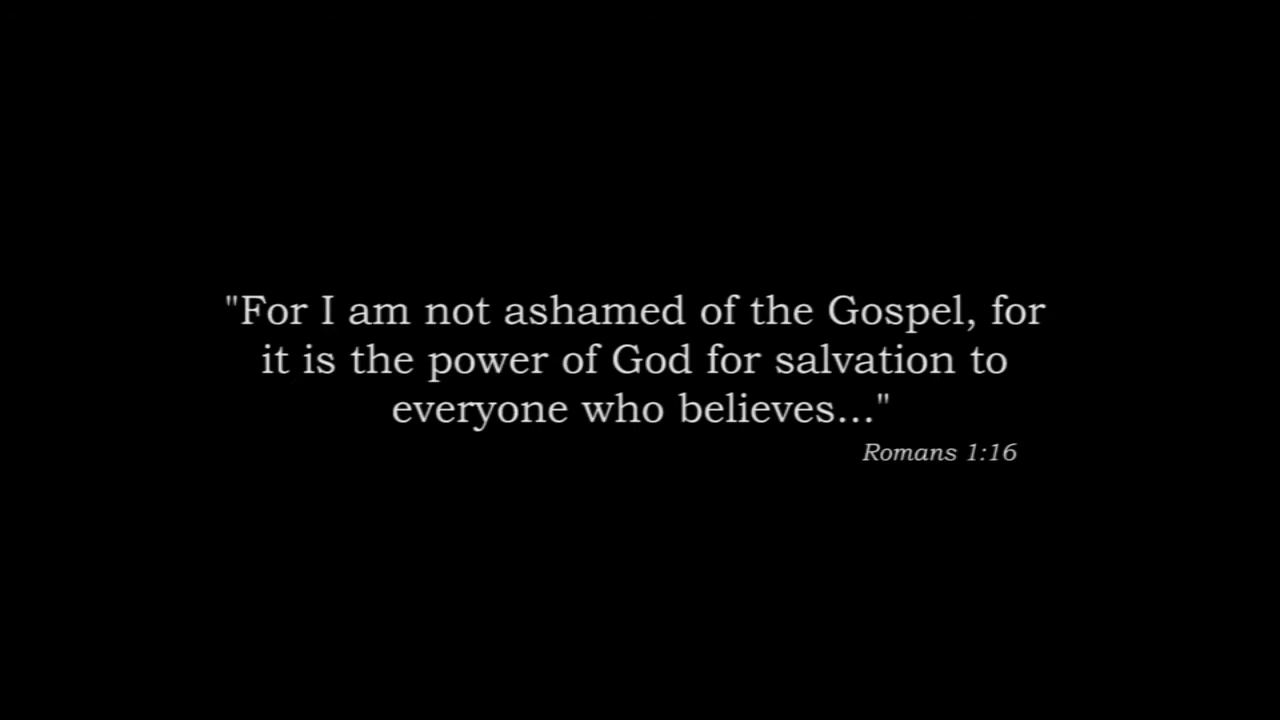 "For I am not ashamed of the Gospel, for
it is the power of God for salvation to
everyone who believes..."
Romans 1:16